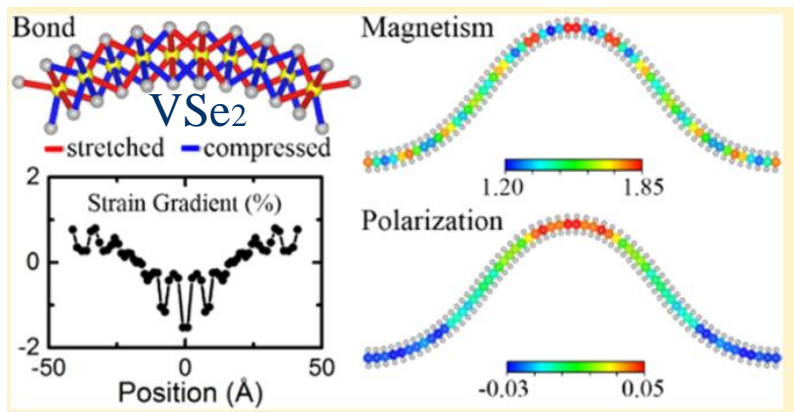 Bond
VSe2
stretched compressed
Strain Gradient (%)
2
0
-2
-50 0 50
Position (Å)
Magnetism
1.20 1.85
Polarization
-0.03 0.05